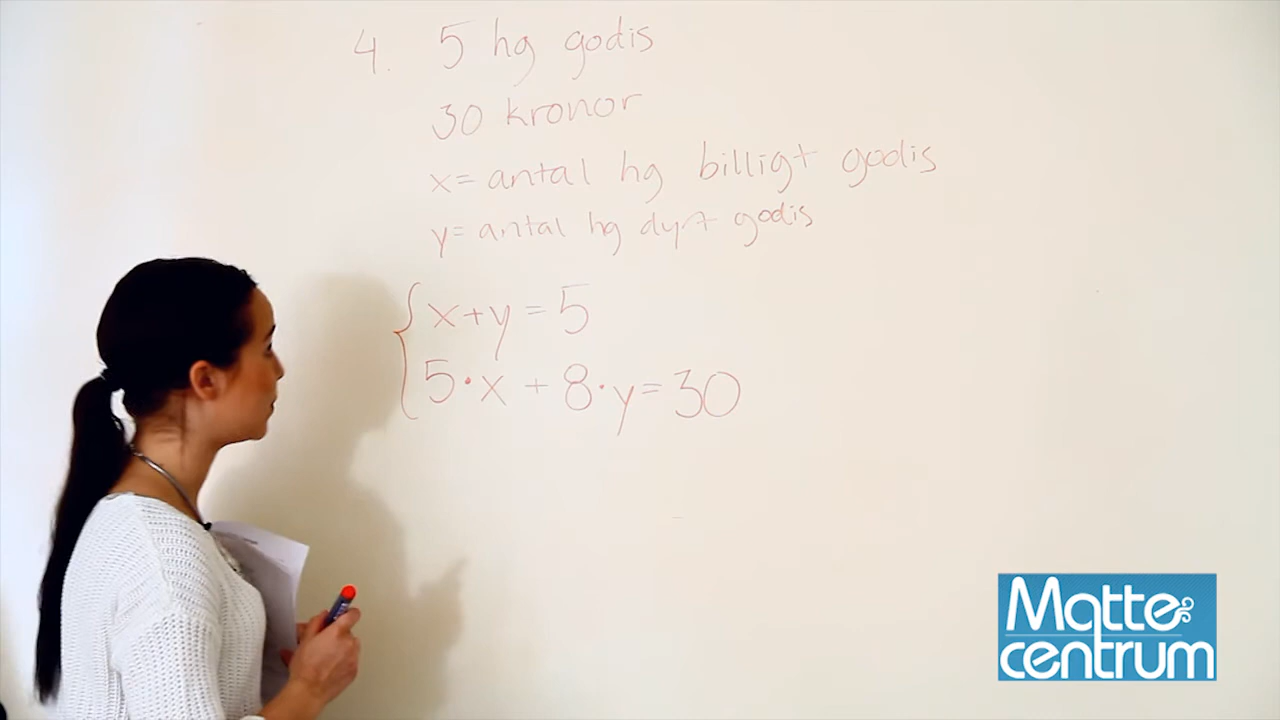 4. 5 hg godis
30 kronor
x= antal hg billigt godis
y= antal hg dyrt godis
x+y=5
5·x + 8·y=30
Matte
centrum